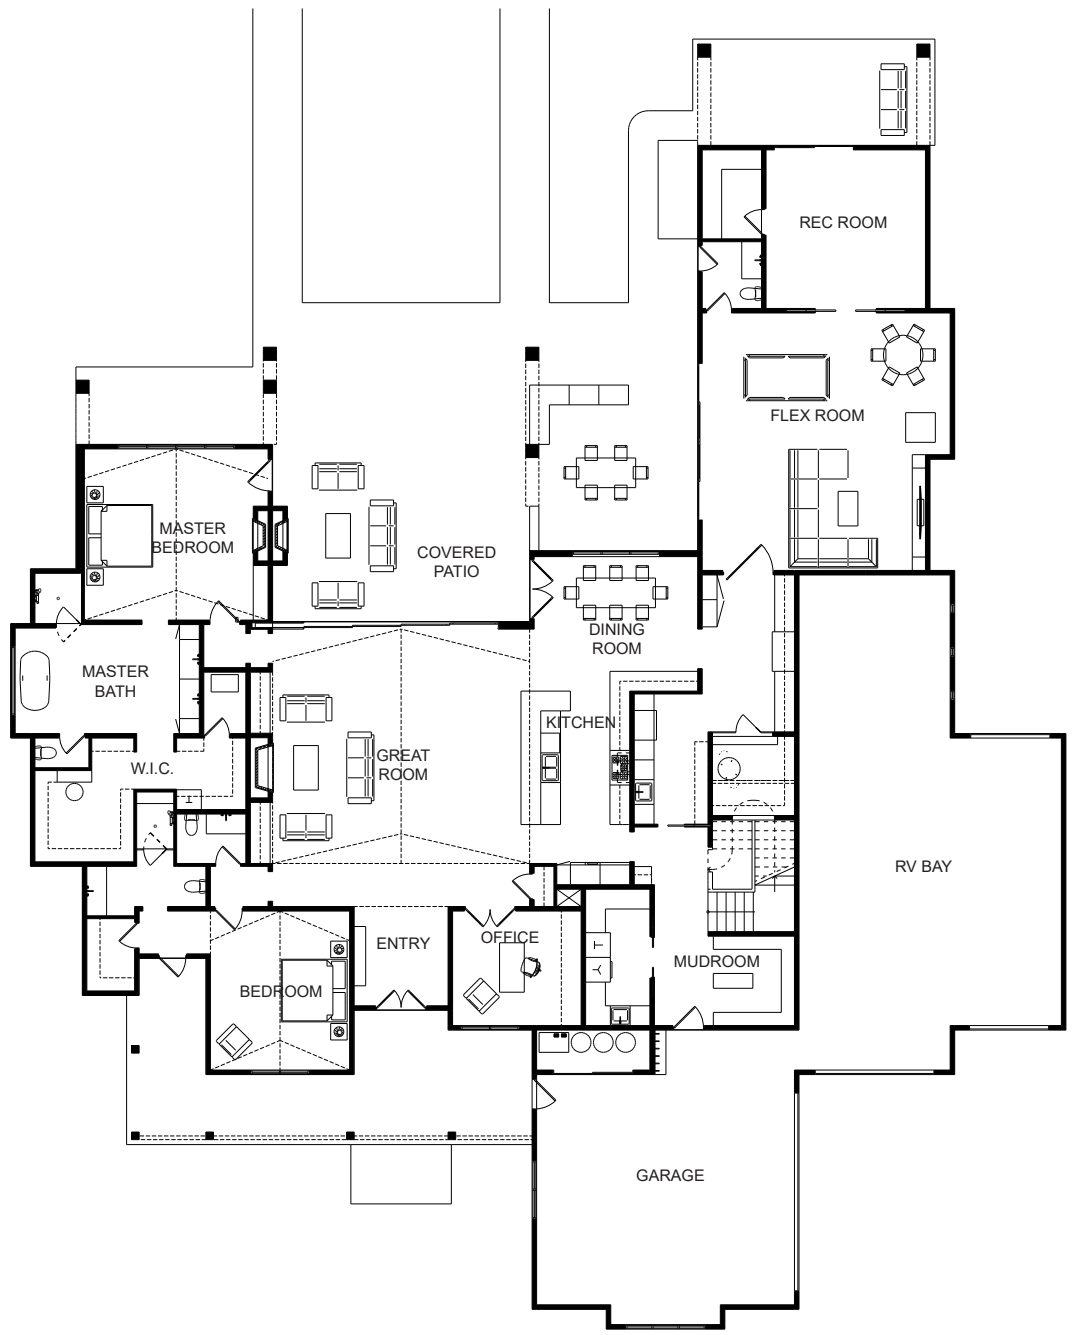 REC ROOM
FLEX ROOM
MASTER
BEDROOM
COVERED
PATIO
DINING
ROOM
MASTER
BATH
KITCHEN
GREAT
ROOM
W.I.C.
RV BAY
OFFICE
ENTRY
T
MUDROOM
BEDROOM
GARAGE